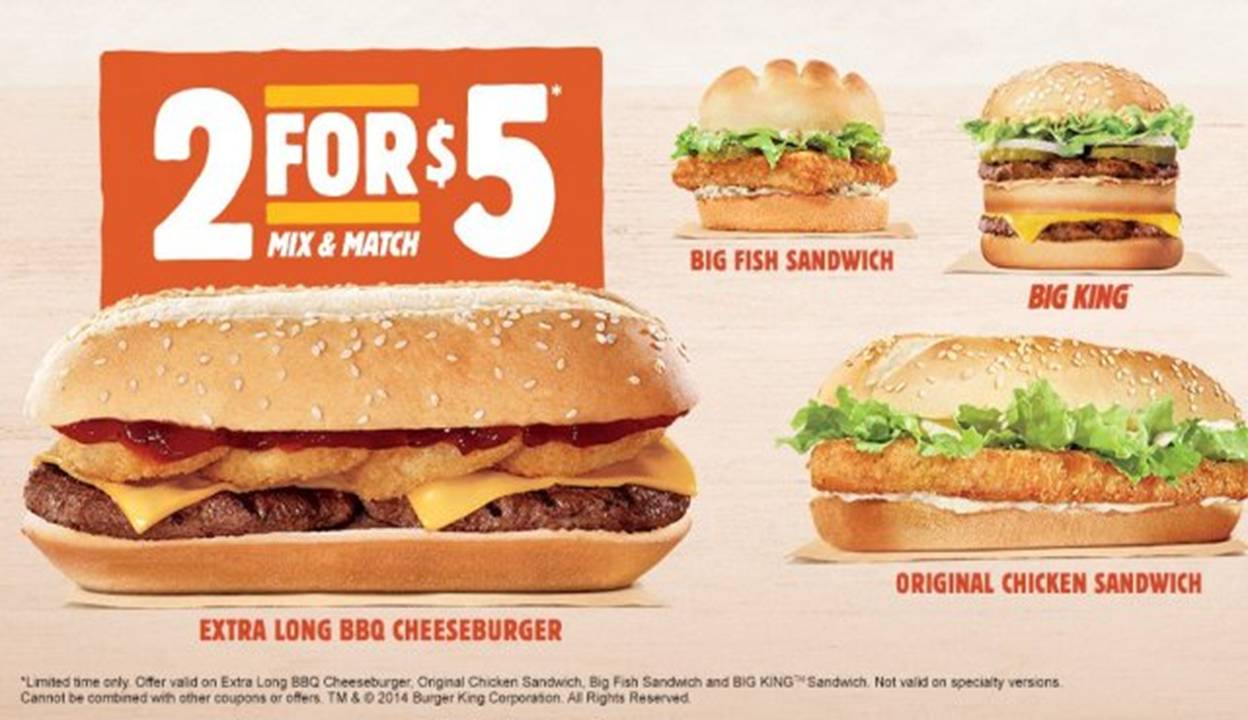 2 FOR $5*
MIX & MATCH
BIG FISH SANDWICH
BIG KING™
ORIGINAL CHICKEN SANDWICH
EXTRA LONG BBQ CHEESEBURGER
*Limited time only. Offer valid on Extra Long BBQ Cheeseburger, Original Chicken Sandwich, Big Fish Sandwich and BIG KING™ Sandwich. Not valid on specialty versions.
Cannot be combined with other coupons or offers. TM & © 2014 Burger King Corporation. All Rights Reserved.